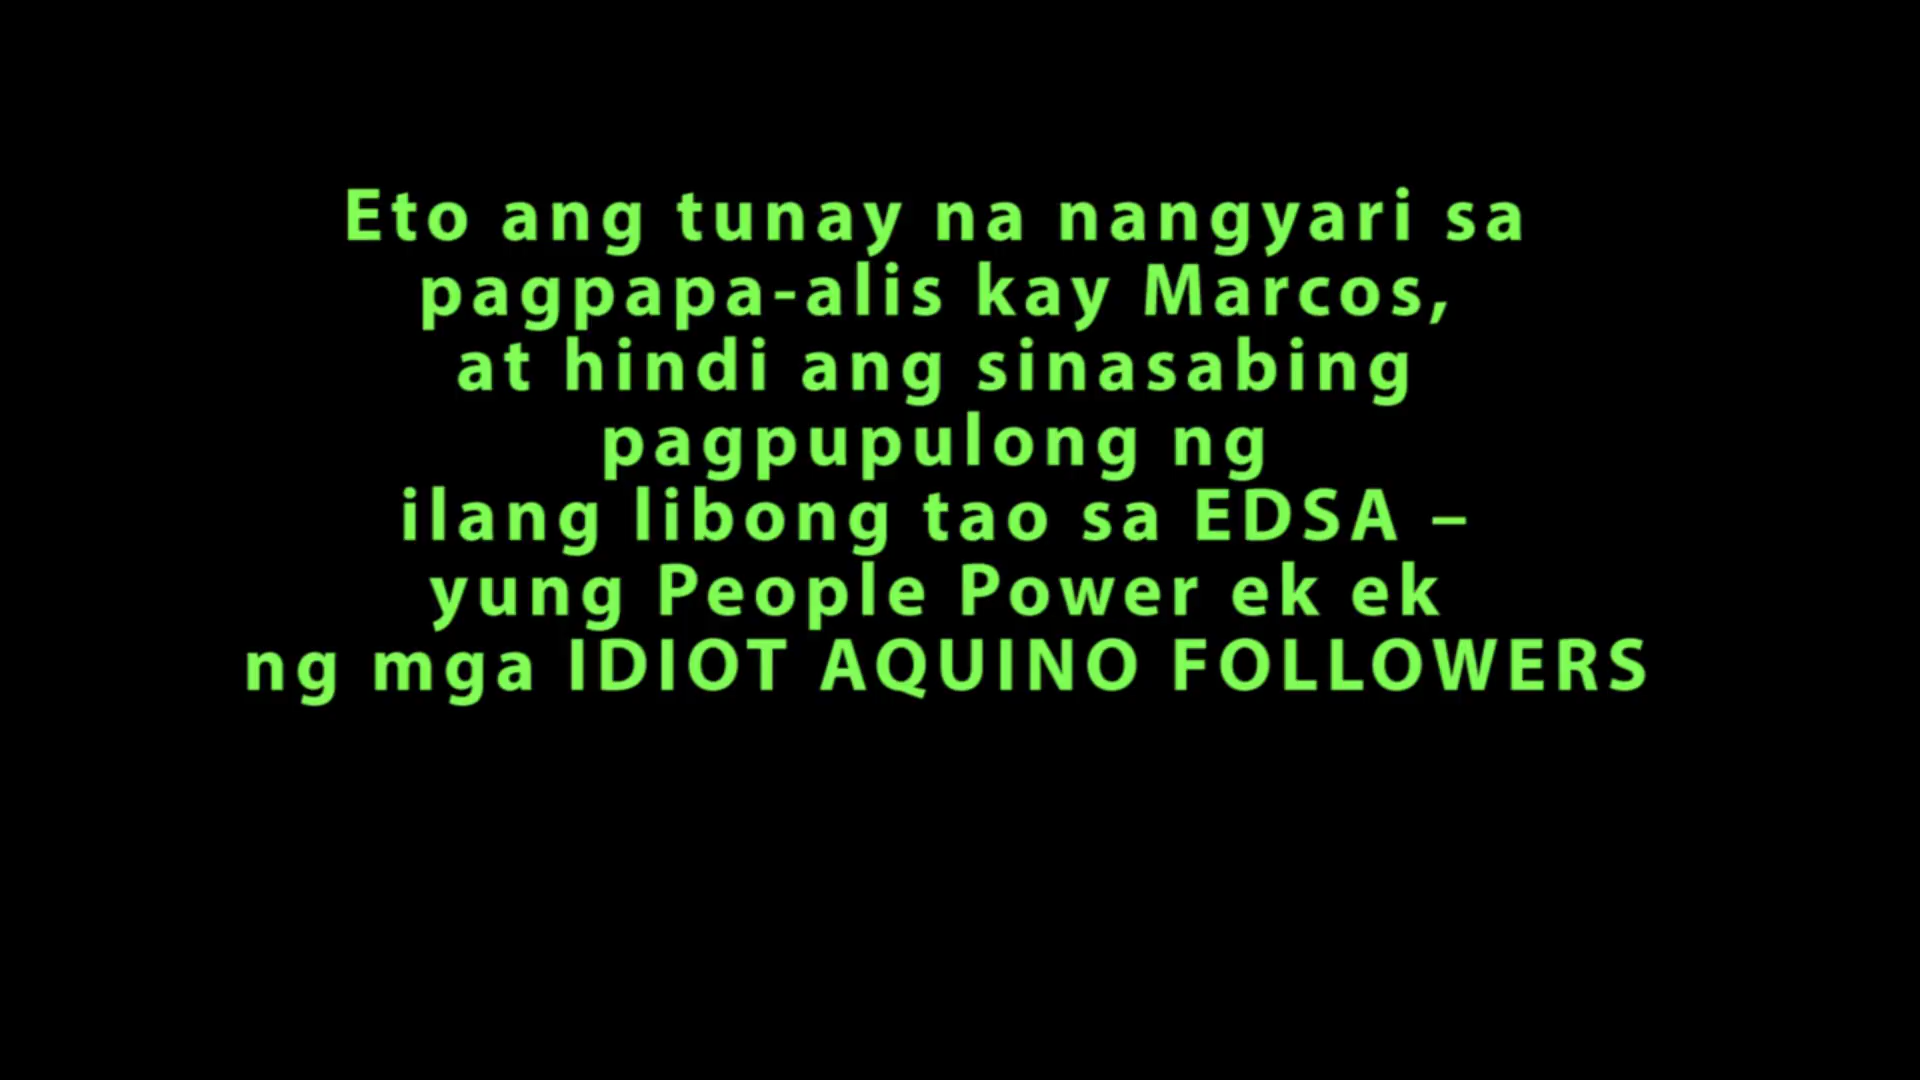 Eto ang tunay na nangyari sa
pagpapa-alis kay Marcos,
at hindi ang sinasabing
pagpupulong ng
ilang libong tao sa EDSA –
yung People Power ek ek
ng mga IDIOT AQUINO FOLLOWERS